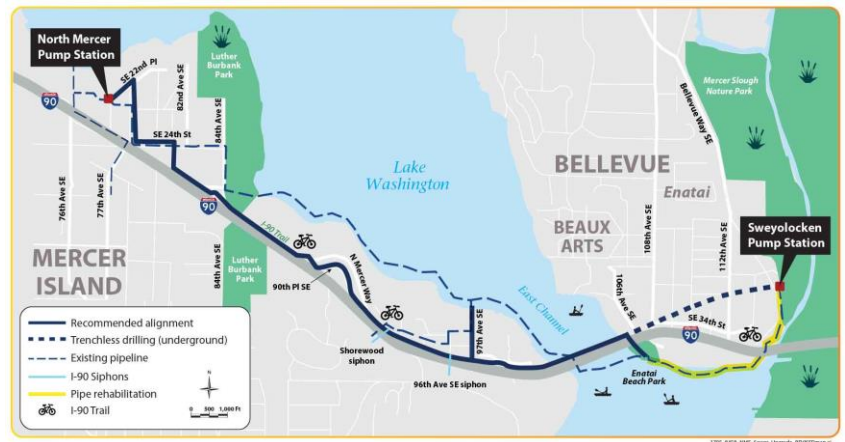 North Mercer
Pump Station
SE 22nd Pl
82nd Ave SE
84th Ave SE
Luther
Burbank
Park
90
SE 24th St
76th Ave SE
77th Ave SE
90
I-90 Trail
MERCER
ISLAND
84th Ave SE
Luther
Burbank
Park
90th Pl SE
N Mercer Way
Lake
Washington
East Channel
Shorewood
siphon
97th Ave SE
96th Ave SE siphon
BELLEVUE
Enatai
BEAUX
ARTS
106th Ave SE
108th Ave SE
112th Ave SE
Bellevue Way SE
Mercer Slough
Nature Park
Sweyolocken
Pump Station
SE 34th St
90
Enatai
Beach Park
Recommended alignment
Trenchless drilling (underground)
Existing pipeline
I-90 Siphons
Pipe rehabilitation
I-90 Trail
N
0 500 1,000 Ft